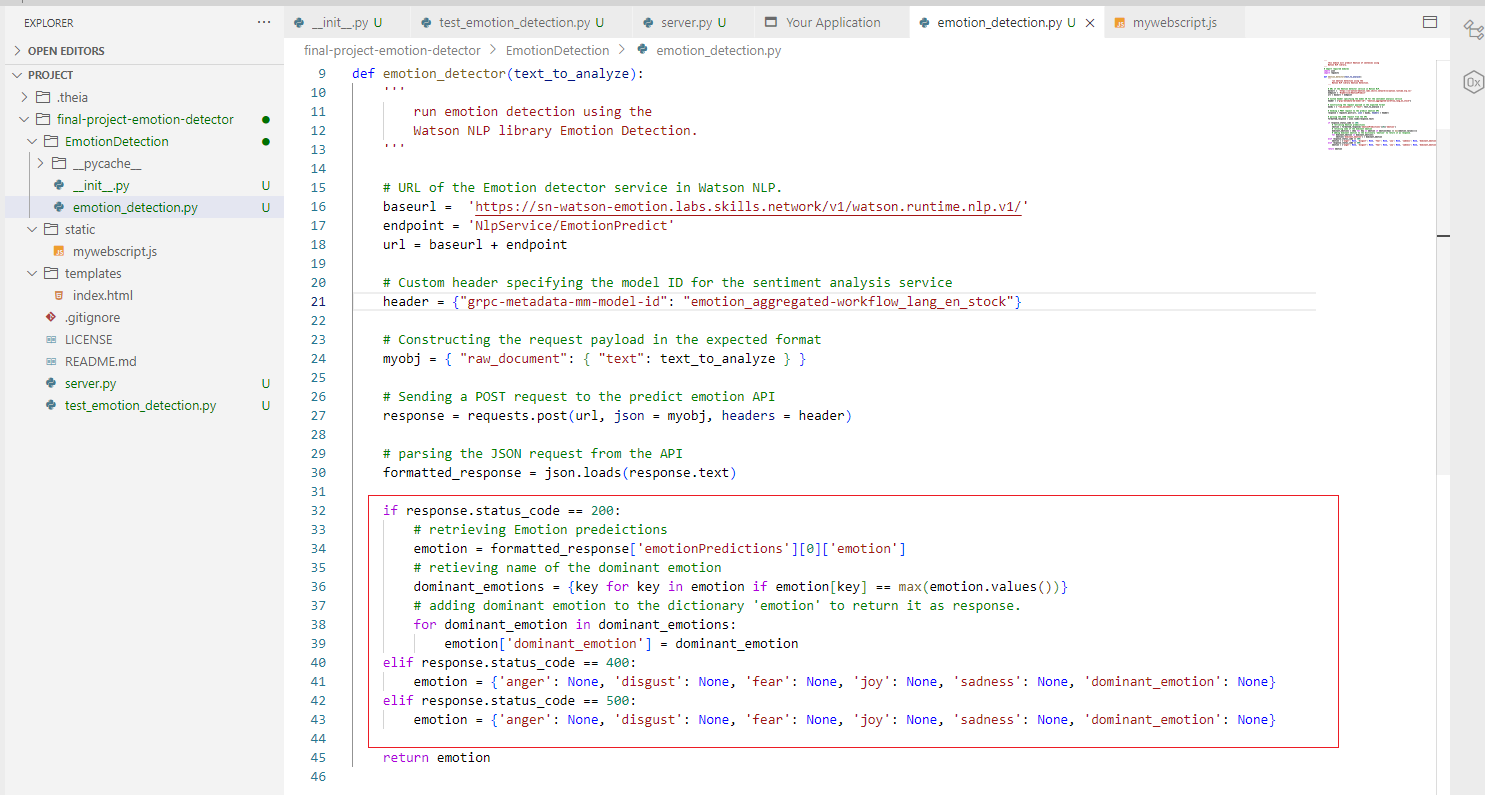 EXPLORER
OPEN EDITORS
PROJECT
.theia
final-project-emotion-detector
EmotionDetection
__pycache__
__init__.py U
emotion_detection.py U
static
mywebscript.js
templates
index.html
.gitignore
LICENSE
README.md
server.py U
test_emotion_detection.py U
__init__.py U test_emotion_detection.py U server.py U Your Application emotion_detection.py U mywebscript.js
final-project-emotion-detector > EmotionDetection > emotion_detection.py
9 def emotion_detector(text_to_analyze):
10 '''
11 run emotion detection using the
12 Watson NLP library Emotion Detection.
13 '''
14
15 # URL of the Emotion detector service in Watson NLP.
16 baseurl =  'https://sn-watson-emotion.labs.skills.network/v1/watson.runtime.nlp.v1/'
17 endpoint = 'NlpService/EmotionPredict'
18 url = baseurl + endpoint
19
20 # Custom header specifying the model ID for the sentiment analysis service
21 header = {"grpc-metadata-mm-model-id": "emotion_aggregated-workflow_lang_en_stock"}
22
23 # Constructing the request payload in the expected format
24 myobj = { "raw_document": { "text": text_to_analyze } }
25
26 # Sending a POST request to the predict emotion API
27 response = requests.post(url, json = myobj, headers = header)
28
29 # parsing the JSON request from the API
30 formatted_response = json.loads(response.text)
31
32 if response.status_code == 200:
33 # retrieving Emotion predeictions
34 emotion = formatted_response['emotionPredictions'][0]['emotion']
35 # retieving name of the dominant emotion
36 dominant_emotions = {key for key in emotion if emotion[key] == max(emotion.values())}
37 # adding dominant emotion to the dictionary 'emotion' to return it as response.
38 for dominant_emotion in dominant_emotions:
39 emotion['dominant_emotion'] = dominant_emotion
40 elif response.status_code == 400:
41 emotion = {'anger': None, 'disgust': None, 'fear': None, 'joy': None, 'sadness': None, 'dominant_emotion': None}
42 elif response.status_code == 500:
43 emotion = {'anger': None, 'disgust': None, 'fear': None, 'joy': None, 'sadness': None, 'dominant_emotion': None}
44
45 return emotion
46
0x